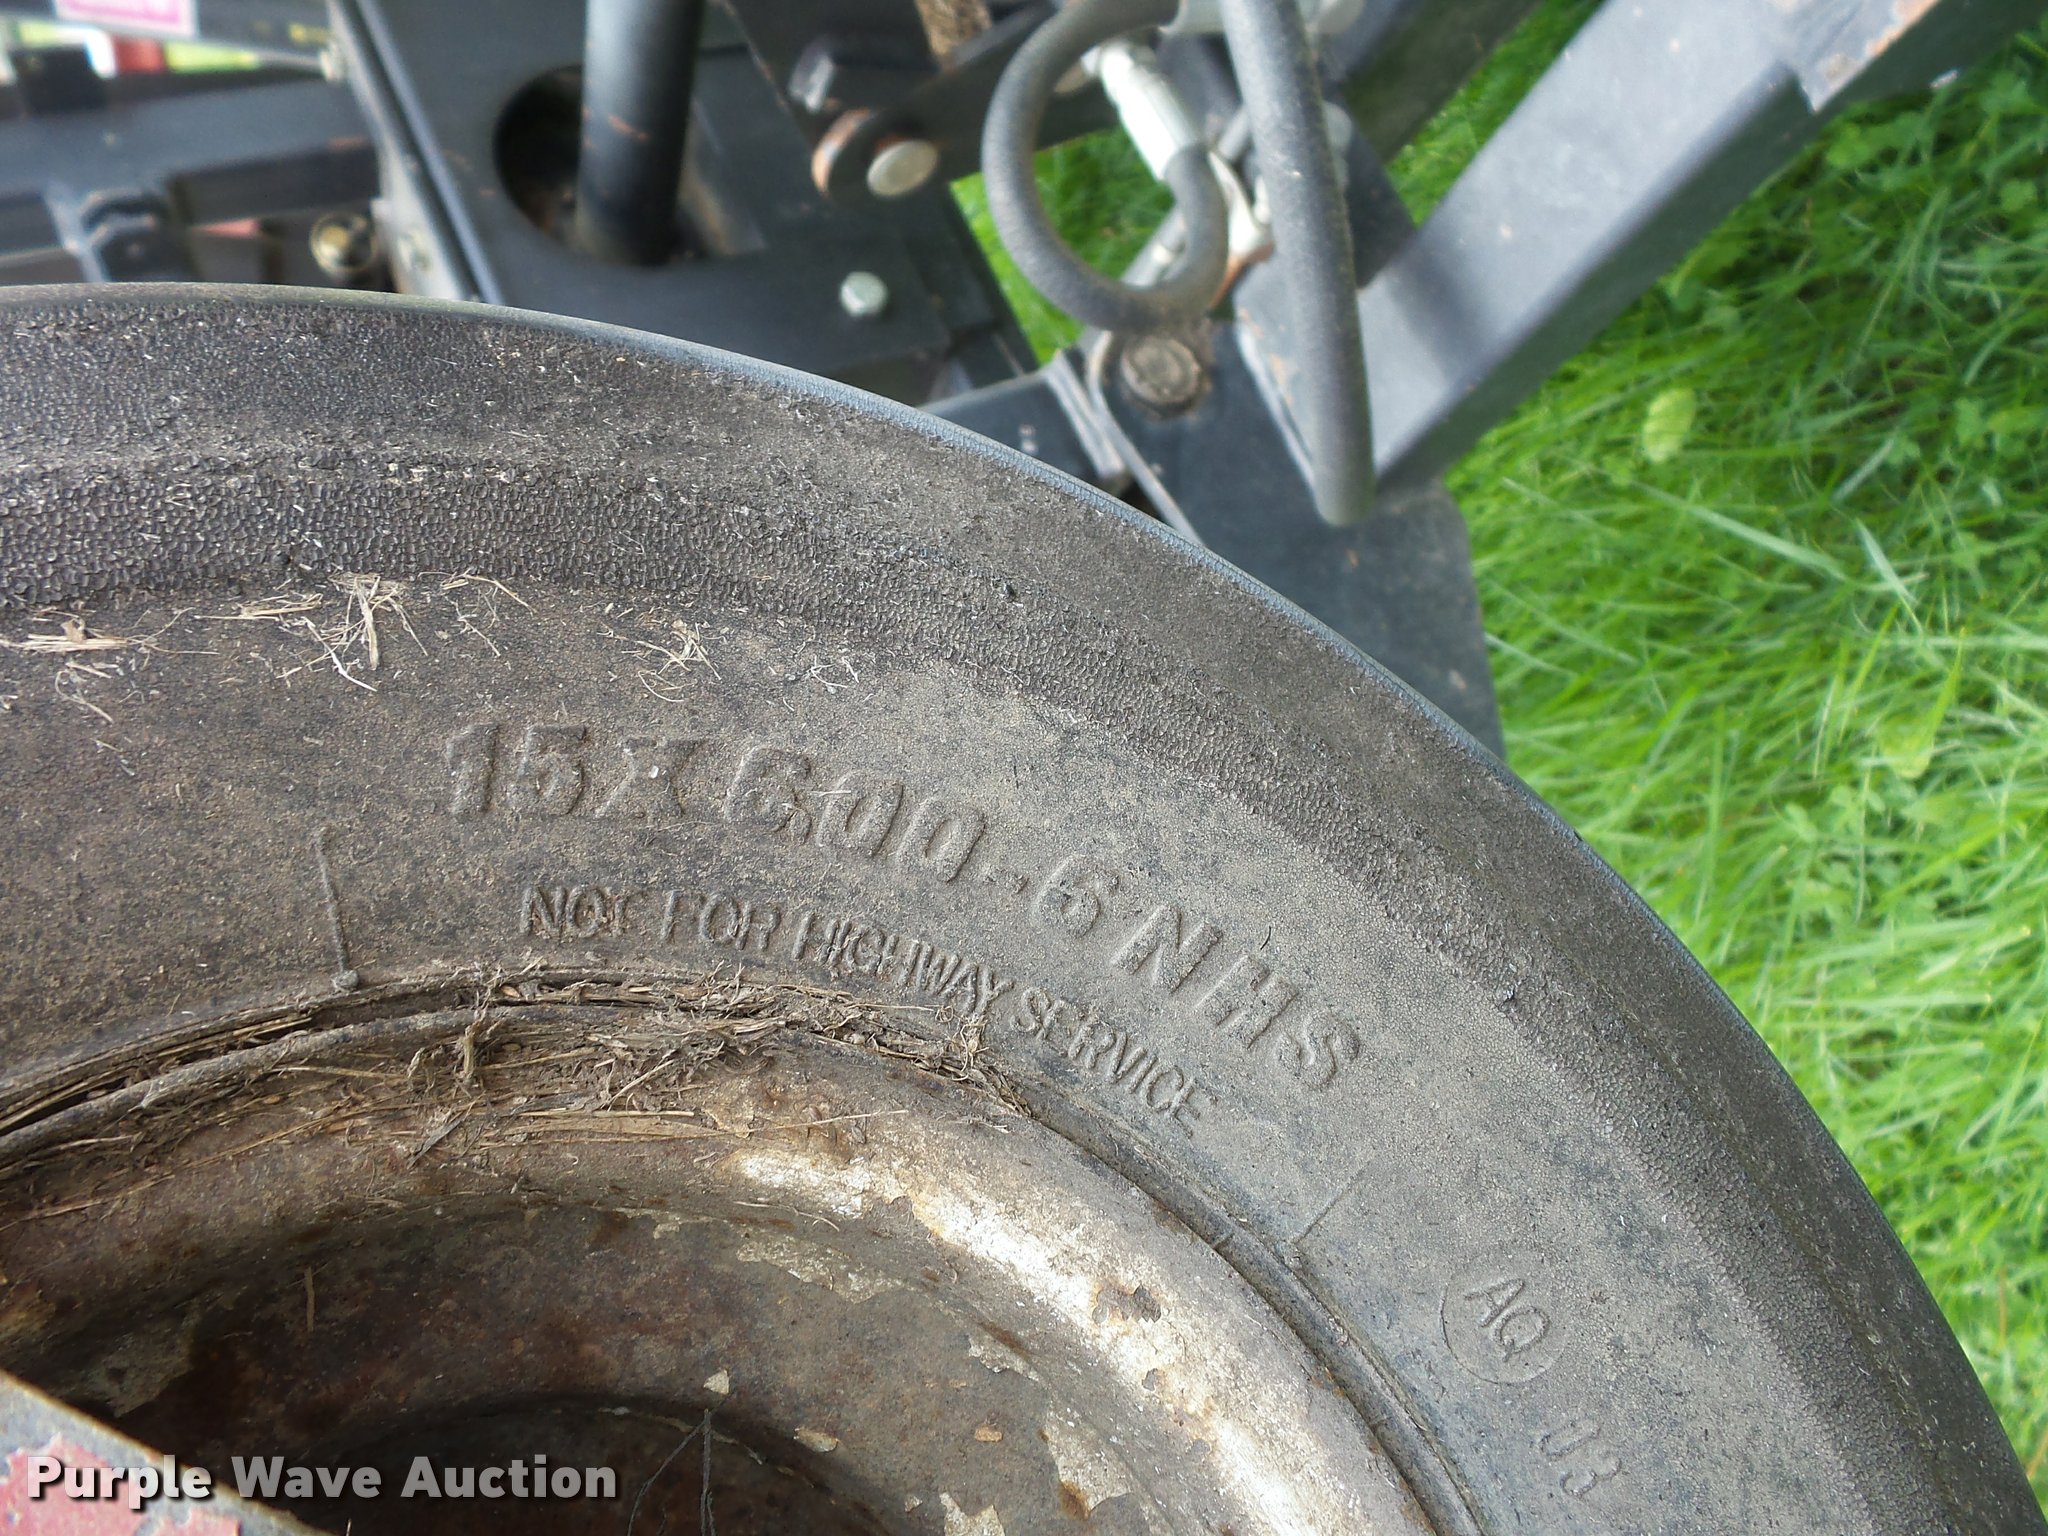 15X6.00-6 NHS
NOT FOR HIGHWAY SERVICE
AQ
Purple Wave Auction